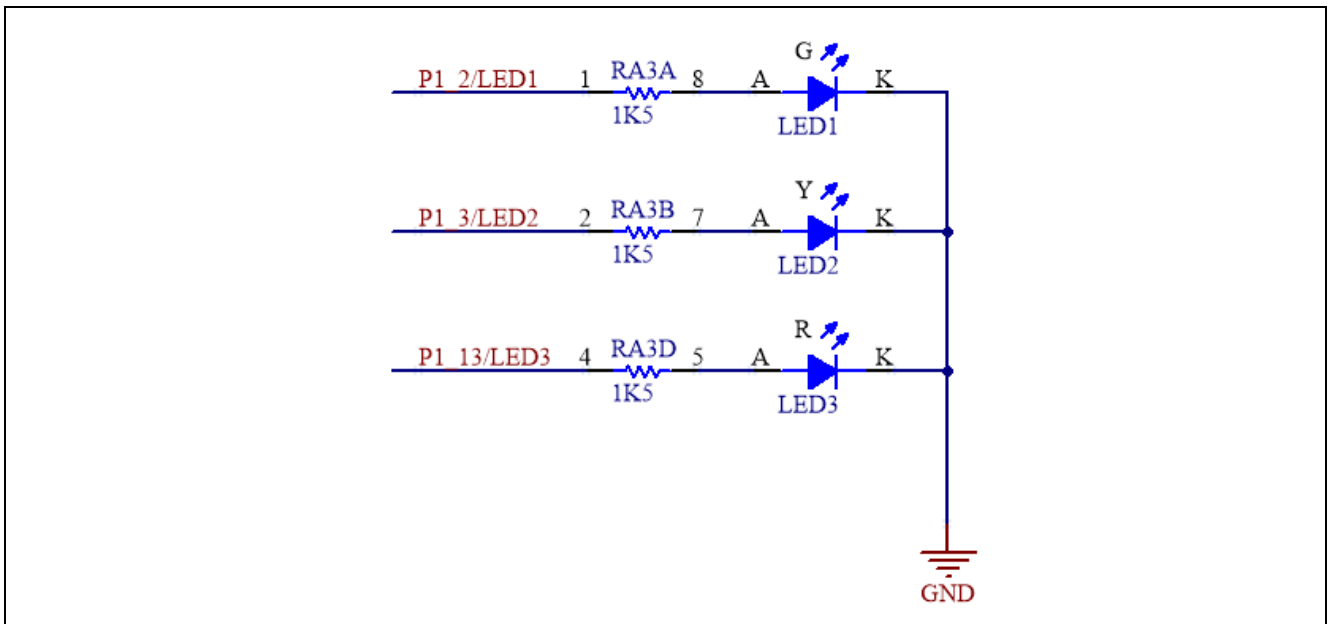 G
P1_2/LED1 1 RA3A 8 A K
1K5 LED1
Y
P1_3/LED2 2 RA3B 7 A K
1K5 LED2
R
P1_13/LED3 4 RA3D 5 A K
1K5 LED3
GND